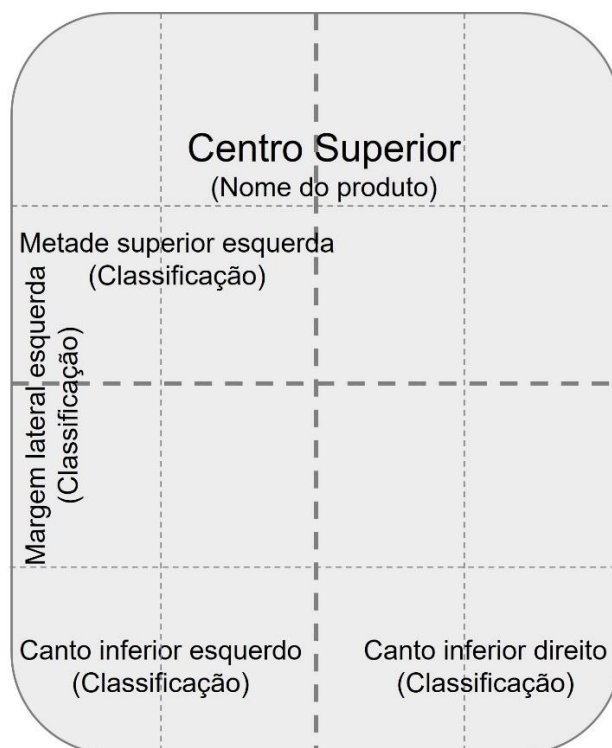 Centro Superior
(Nome do produto)
Metade superior esquerda
(Classificação)
Margem lateral esquerda
(Classificação)
Canto inferior esquerdo
(Classificação)
Canto inferior direito
(Classificação)